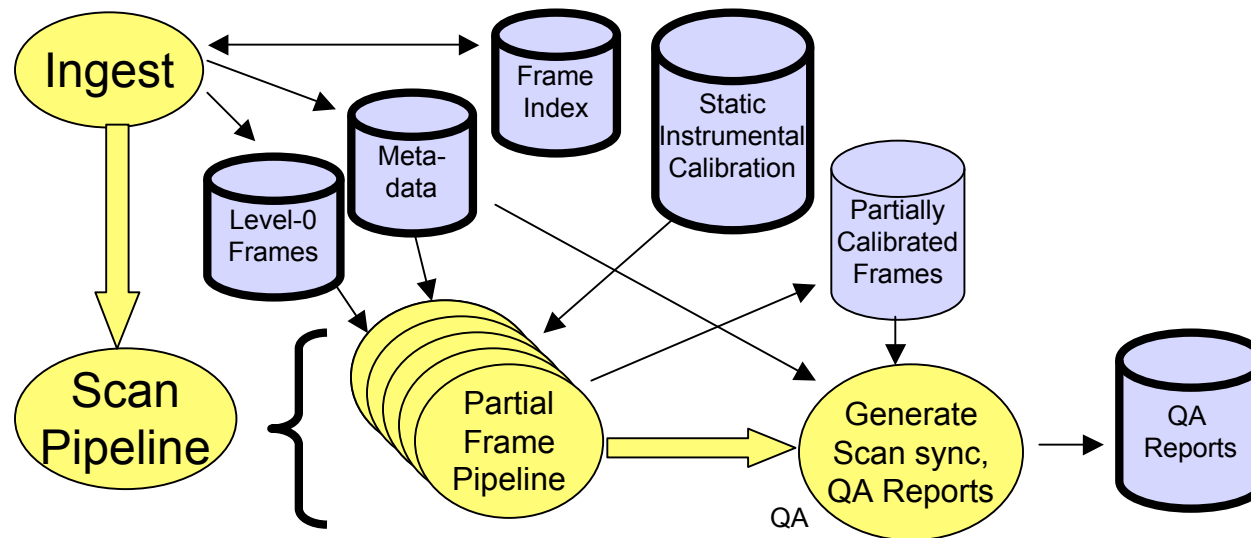 Ingest
Frame
Index
Static
Instrumental
Calibration
Meta-
data
Level-0
Frames
Partially
Calibrated
Frames
Scan
Pipeline
Partial
Frame
Pipeline
Generate
Scan sync,
QA Reports
QA
QA
Reports